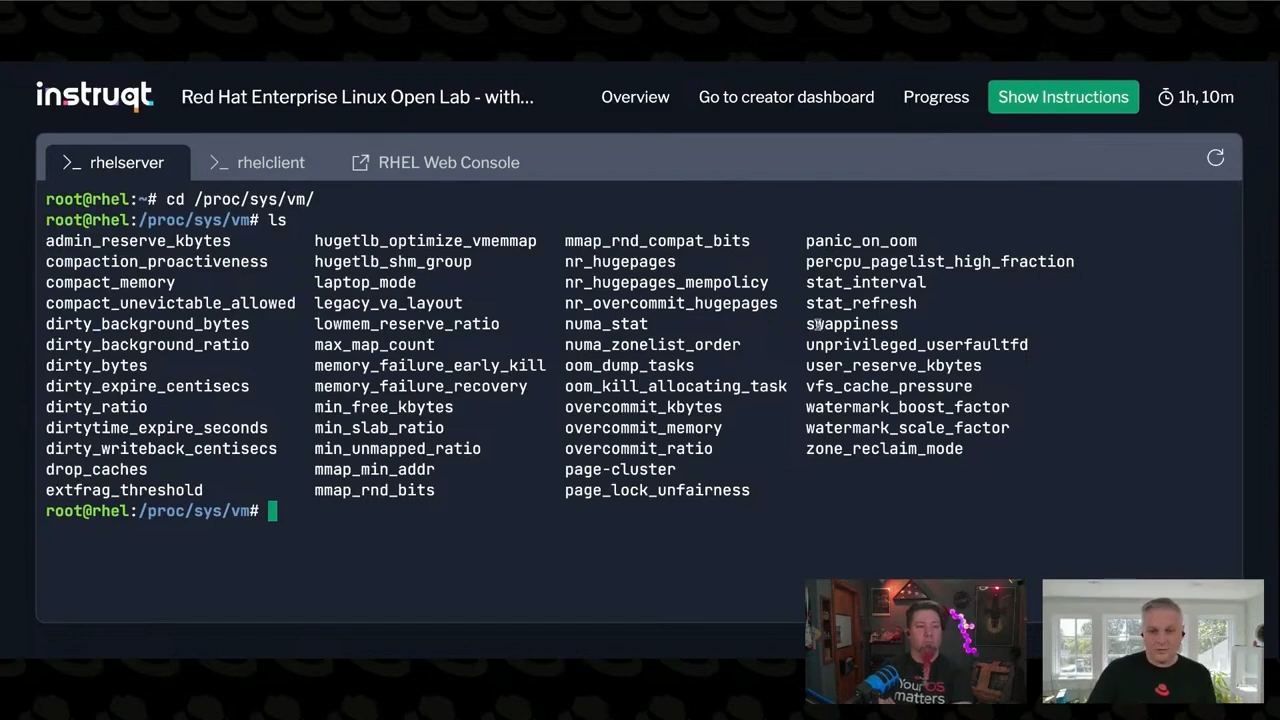 instruqt Red Hat Enterprise Linux Open Lab - with... Overview Go to creator dashboard Progress Show Instructions 1h, 10m
>_ rhelserver >_ rhelclient RHEL Web Console
root@rhel:~# cd /proc/sys/vm/
root@rhel:/proc/sys/vm# ls
admin_reserve_kbytes hugetlb_optimize_vmemmap mmap_rnd_compat_bits panic_on_oom
compaction_proactiveness hugetlb_shm_group nr_hugepages percpu_pagelist_high_fraction
compact_memory laptop_mode nr_hugepages_mempolicy stat_interval
compact_unevictable_allowed legacy_va_layout nr_overcommit_hugepages stat_refresh
dirty_background_bytes lowmem_reserve_ratio numa_stat swappiness
dirty_background_ratio max_map_count numa_zonelist_order unprivileged_userfaultfd
dirty_bytes memory_failure_early_kill oom_dump_tasks user_reserve_kbytes
dirty_expire_centisecs memory_failure_recovery oom_kill_allocating_task vfs_cache_pressure
dirty_ratio min_free_kbytes overcommit_kbytes watermark_boost_factor
dirtytime_expire_seconds min_slab_ratio overcommit_memory watermark_scale_factor
dirty_writeback_centisecs min_unmapped_ratio overcommit_ratio zone_reclaim_mode
drop_caches mmap_min_addr page-cluster
extfrag_threshold mmap_rnd_bits page_lock_unfairness
root@rhel:/proc/sys/vm#
Your OS
matters